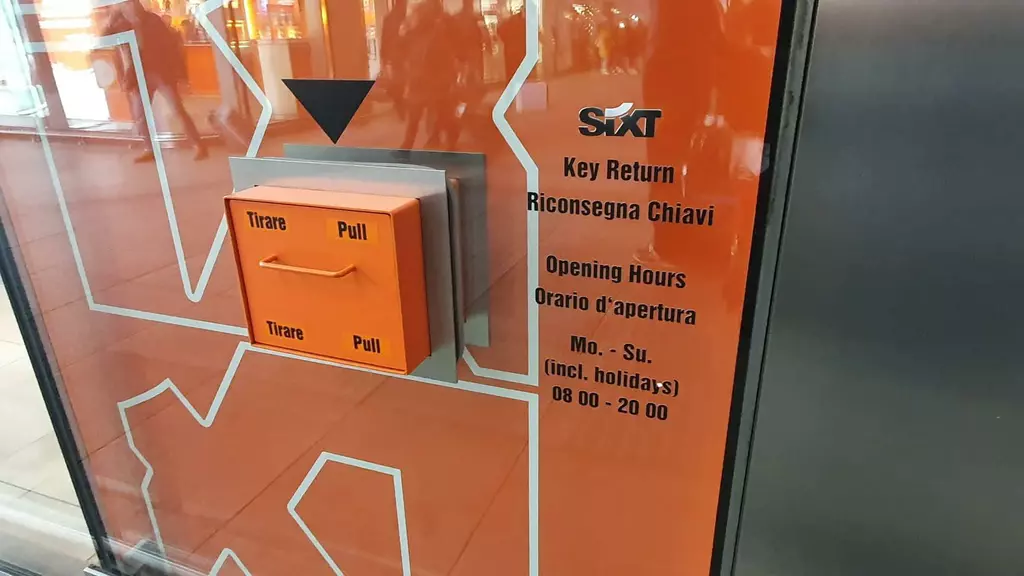 Tirare Pull
Tirare Pull
SIXT
Key Return
Riconsegna Chiavi
Opening Hours
Orario d'apertura
Mo. - Su.
(incl. holidays)
08 00 - 20 00